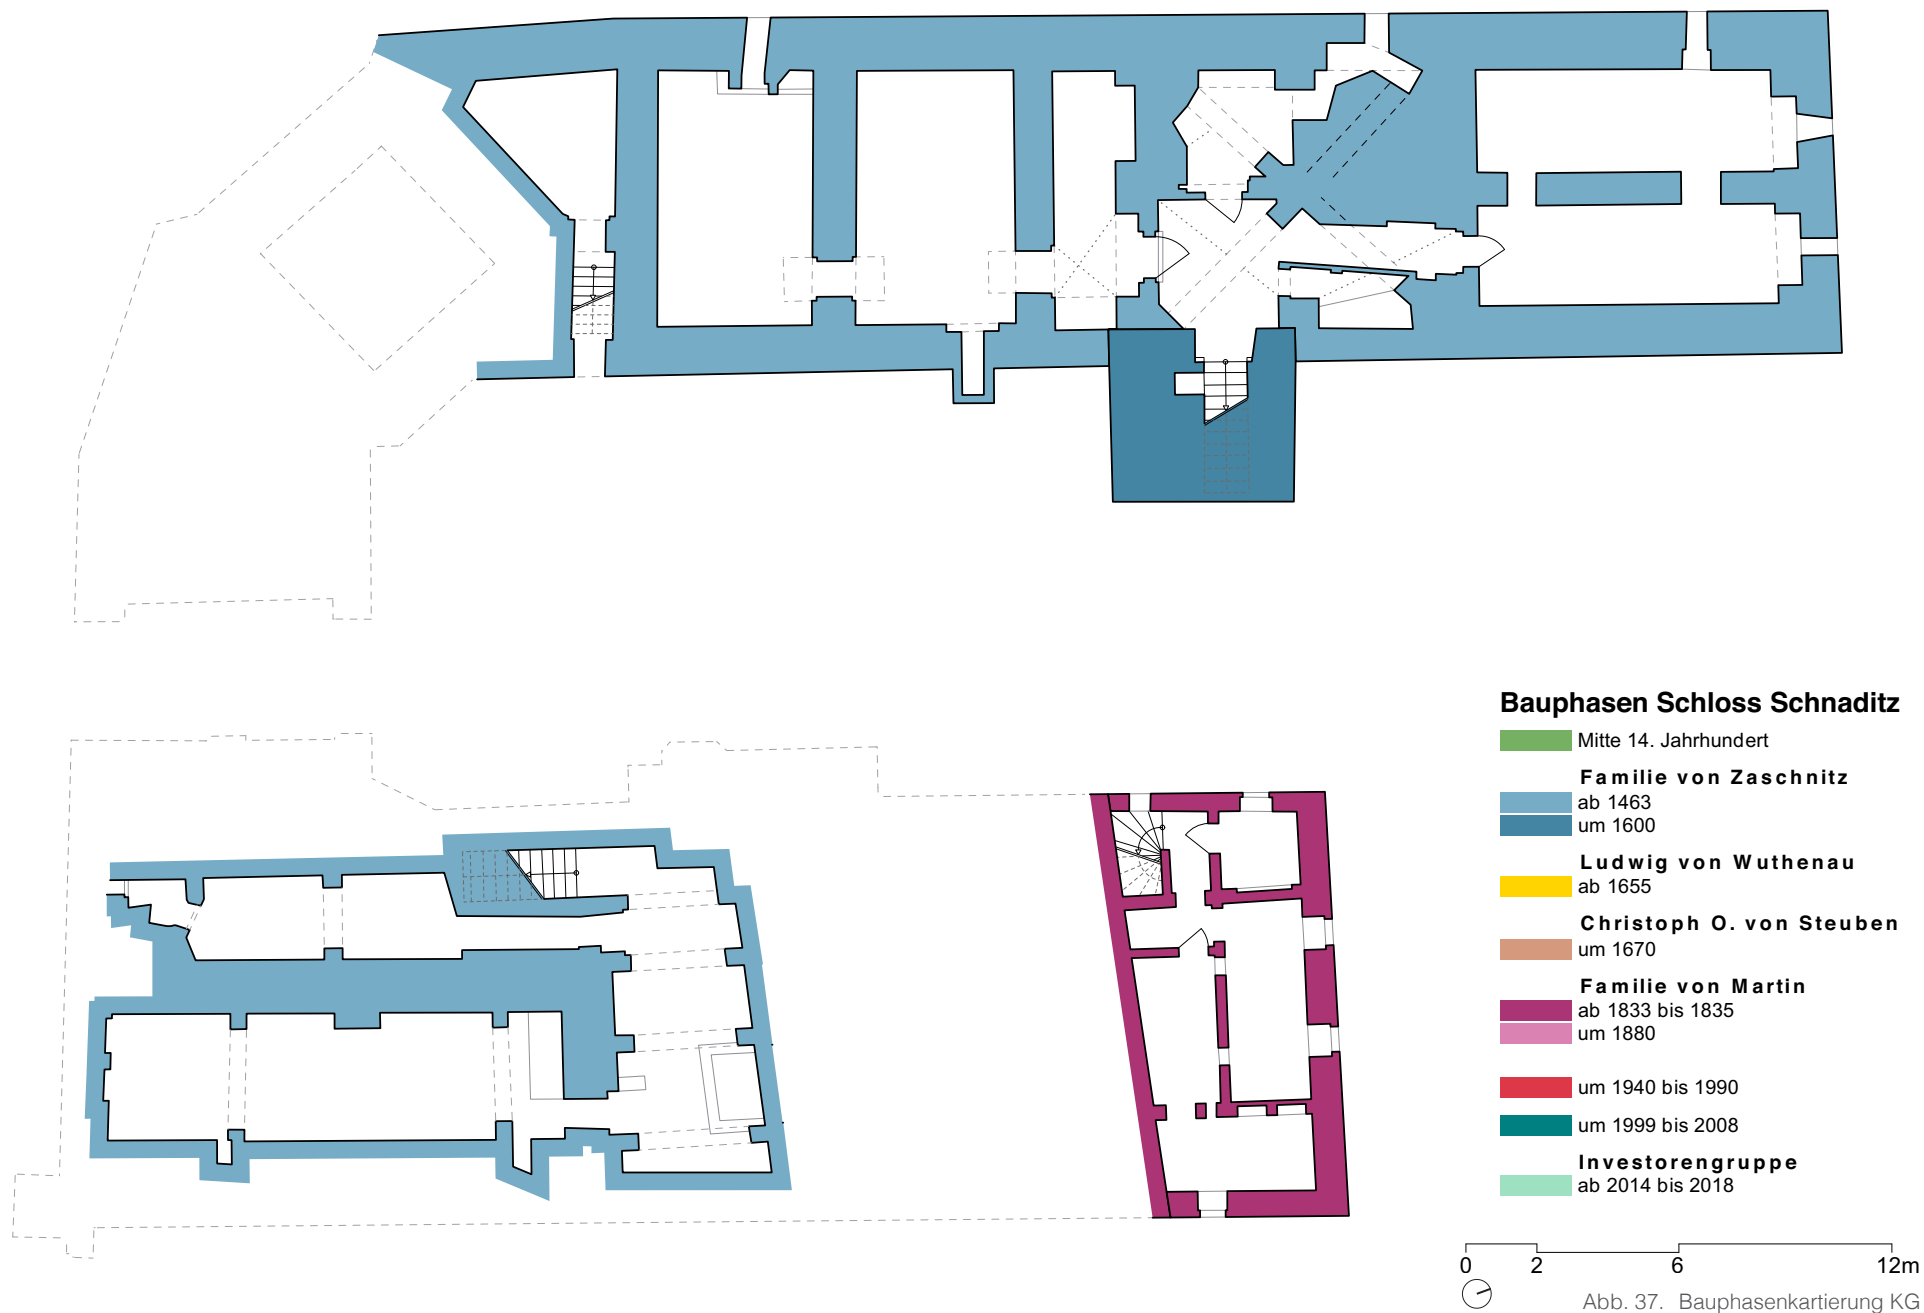 Bauphasen Schloss Schnaditz
Mitte 14. Jahrhundert
Familie von Zaschnitz
ab 1463
um 1600
Ludwig von Wuthenau
ab 1655
Christoph O. von Steuben
um 1670
Familie von Martin
ab 1833 bis 1835
um 1880
um 1940 bis 1990
um 1999 bis 2008
Investorengruppe
ab 2014 bis 2018
0 2 6 12m
Abb. 37. Bauphasenkartierung KG